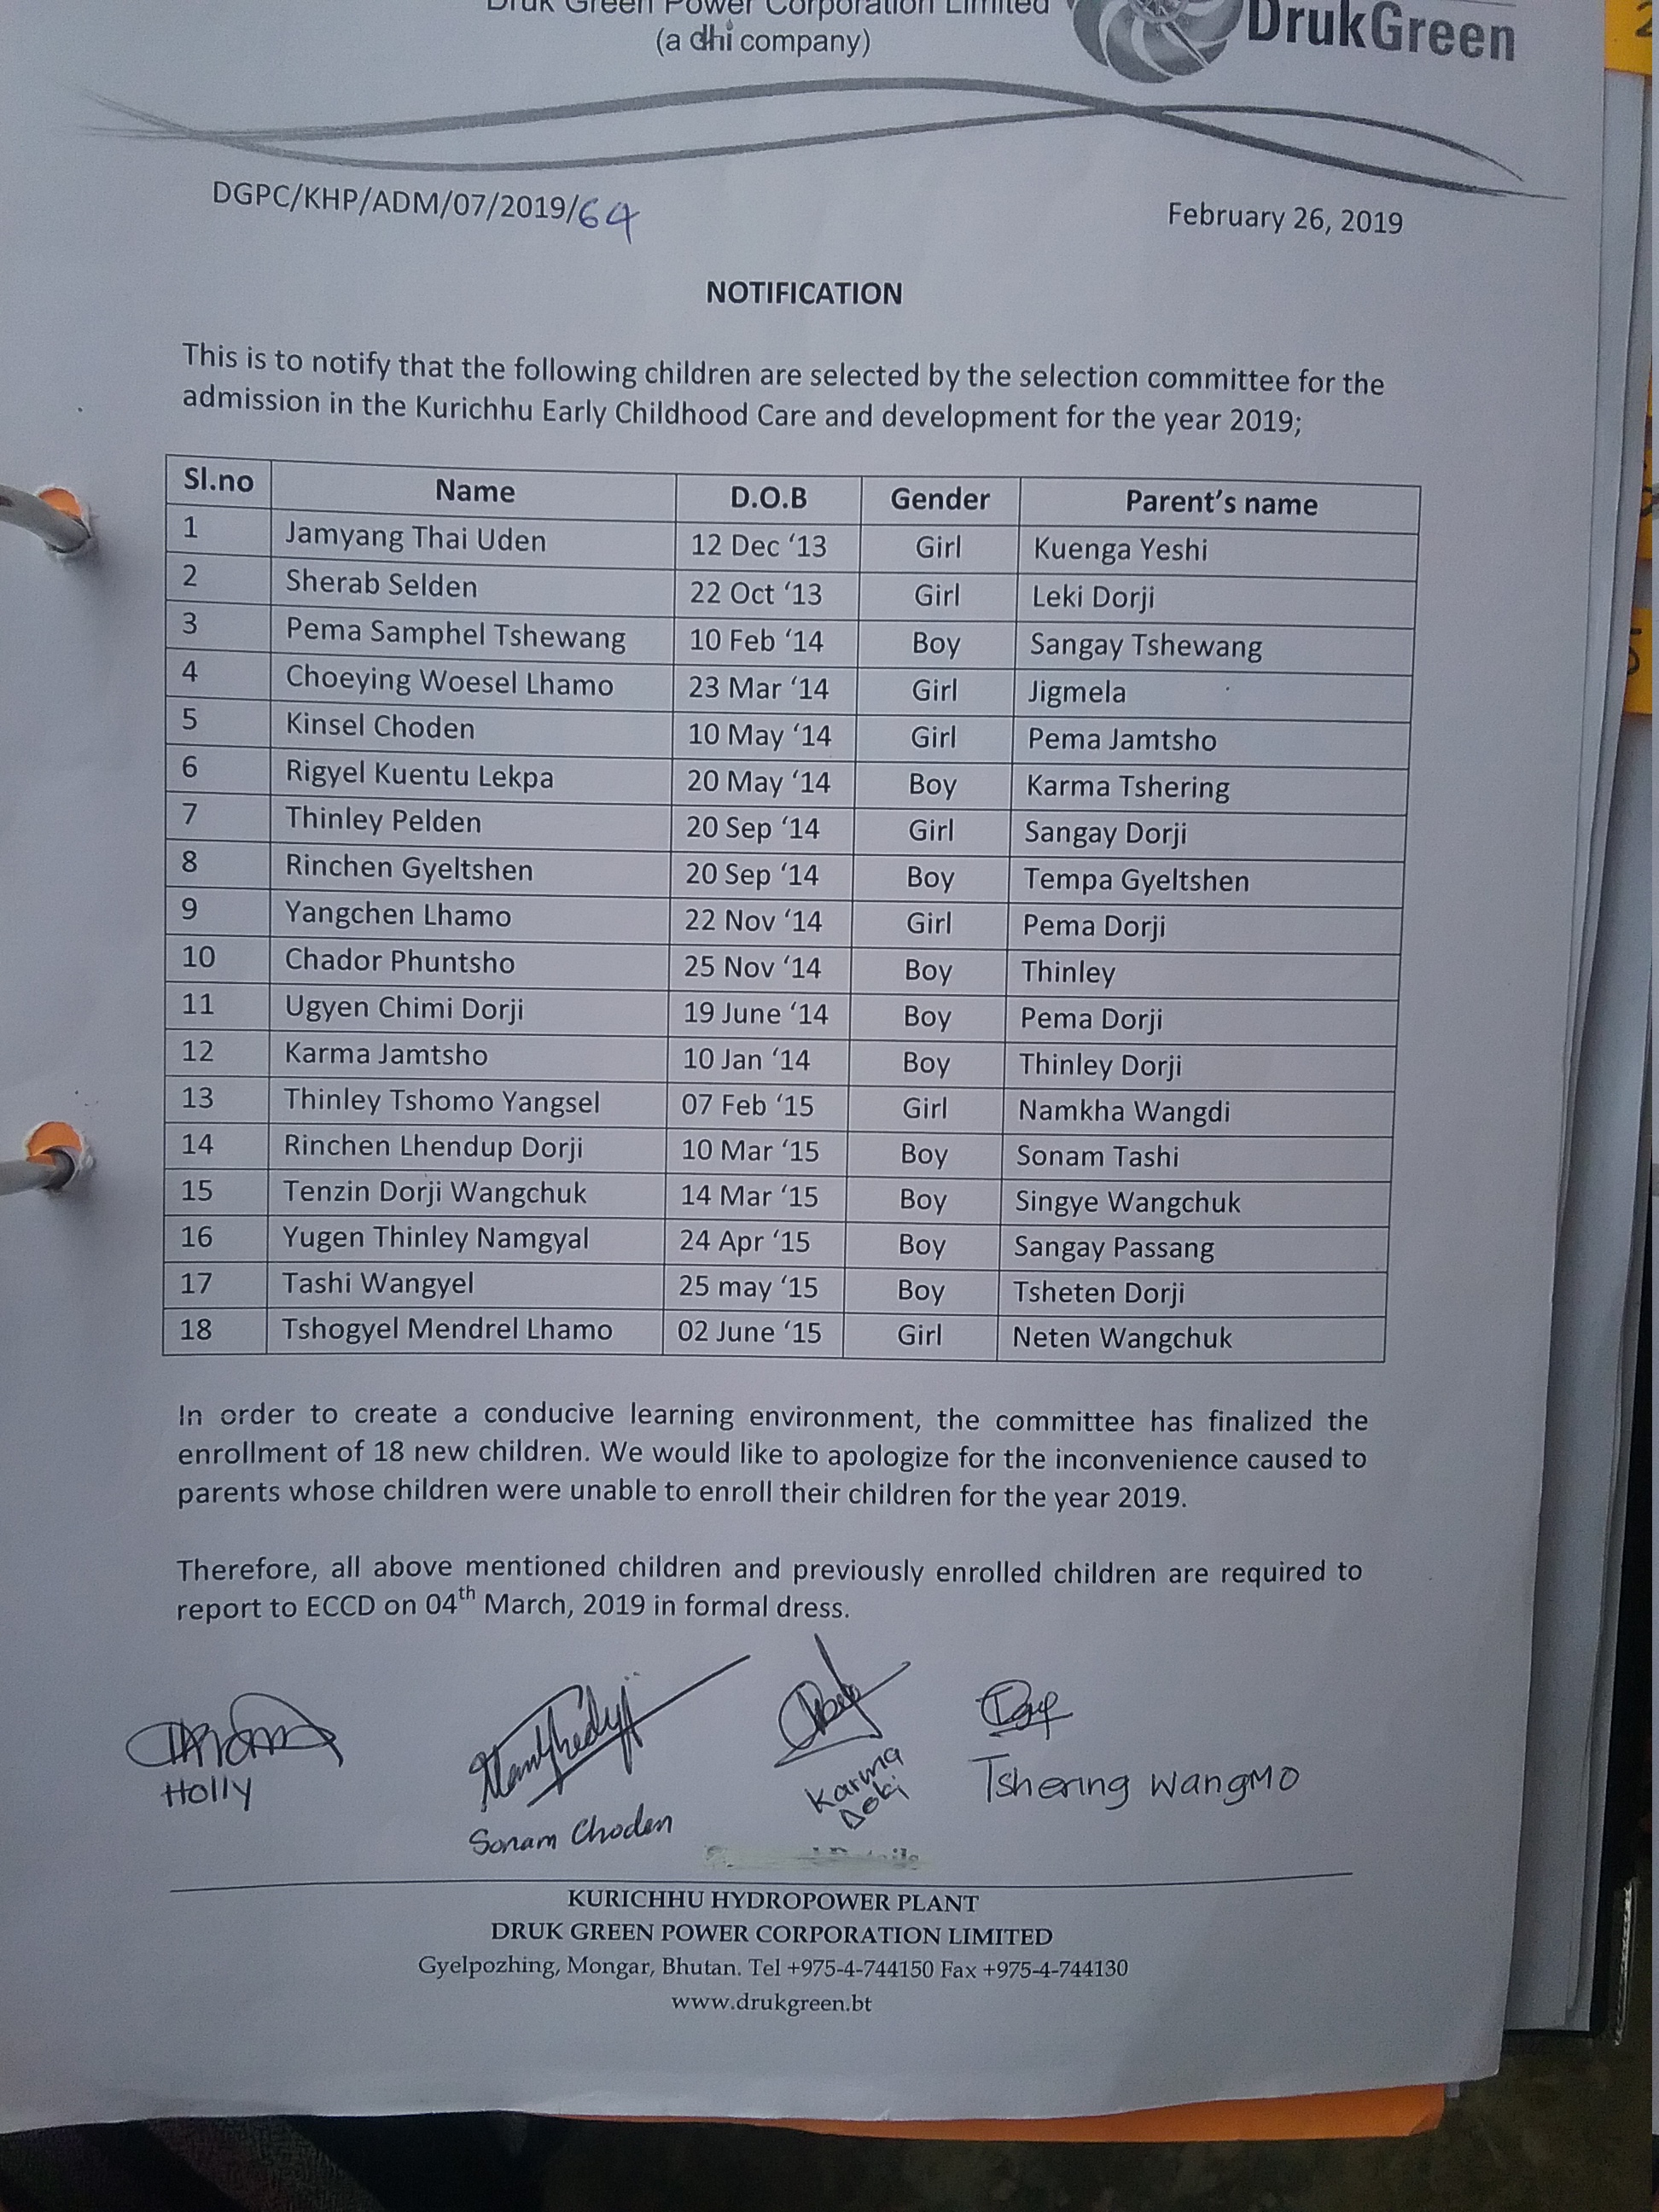 Druk Green Power Corporation Limited
(a dhi company)
DrukGreen
DGPC/KHP/ADM/07/2019/64
February 26, 2019
NOTIFICATION
This is to notify that the following children are selected by the selection committee for the
admission in the Kurichhu Early Childhood Care and development for the year 2019;
Sl.no Name D.O.B Gender Parent's name
1 Jamyang Thai Uden 12 Dec ‘13 Girl Kuenga Yeshi
2 Sherab Selden 22 Oct ‘13 Girl Leki Dorji
3 Pema Samphel Tshewang 10 Feb ‘14 Boy Sangay Tshewang
4 Choeying Woesel Lhamo 23 Mar ‘14 Girl Jigmela
5 Kinsel Choden 10 May ‘14 Girl Pema Jamtsho
6 Rigyel Kuentu Lekpa 20 May ‘14 Boy Karma Tshering
7 Thinley Pelden 20 Sep ‘14 Girl Sangay Dorji
8 Rinchen Gyeltshen 20 Sep ‘14 Boy Tempa Gyeltshen
9 Yangchen Lhamo 22 Nov ‘14 Girl Pema Dorji
10 Chador Phuntsho 25 Nov ‘14 Boy Thinley
11 Ugyen Chimi Dorji 19 June ‘14 Boy Pema Dorji
12 Karma Jamtsho 10 Jan ‘14 Boy Thinley Dorji
13 Thinley Tshomo Yangsel 07 Feb ‘15 Girl Namkha Wangdi
14 Rinchen Lhendup Dorji 10 Mar ‘15 Boy Sonam Tashi
15 Tenzin Dorji Wangchuk 14 Mar ‘15 Boy Singye Wangchuk
16 Yugen Thinley Namgyal 24 Apr ‘15 Boy Sangay Passang
17 Tashi Wangyel 25 may ‘15 Boy Tsheten Dorji
18 Tshogyel Mendrel Lhamo 02 June ‘15 Girl Neten Wangchuk
In order to create a conducive learning environment, the committee has finalized the
enrollment of 18 new children. We would like to apologize for the inconvenience caused to
parents whose children were unable to enroll their children for the year 2019.
Therefore, all above mentioned children and previously enrolled children are required to
report to ECCD on 04th March, 2019 in formal dress.
Holly
Sonam Choden
Karma
Deki
Tshering WangMO
KURICHHU HYDROPOWER PLANT
DRUK GREEN POWER CORPORATION LIMITED
Gyelpozhing, Mongar, Bhutan. Tel +975-4-744150 Fax +975-4-744130
www.drukgreen.bt